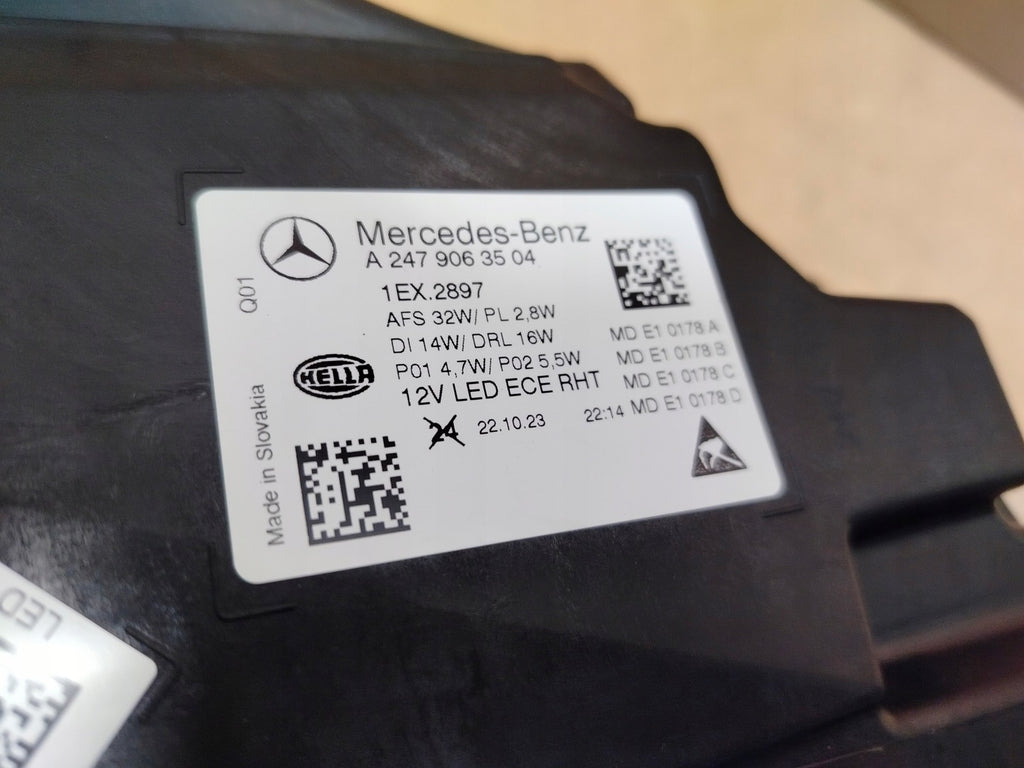 Mercedes-Benz
A 247 906 35 04
Q01
1EX.2897
AFS 32W/ PL 2,8W
DI 14W/ DRL 16W
P01 4,7W/ P02 5,5W
12V LED ECE RHT
HELLA
MD E1 0178 A
MD E1 0178 B
MD E1 0178 C
22:14 MD E1 0178 D
24 22.10.23
Made in Slovakia
LED